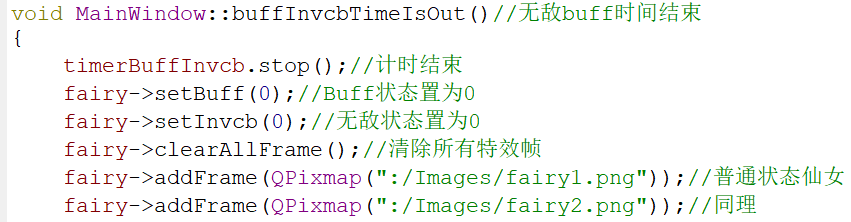 void MainWindow::buffInvcbTimeIsOut()//无敌buff时间结束
{
    timerBuffInvcb.stop();//计时结束
    fairy->setBuff(0);//Buff状态置为0
    fairy->setInvcb(0);//无敌状态置为0
    fairy->clearAllFrame();//清除所有特效帧
    fairy->addFrame(QPixmap(":/Images/fairy1.png"));//普通状态仙女
    fairy->addFrame(QPixmap(":/Images/fairy2.png"));//同理